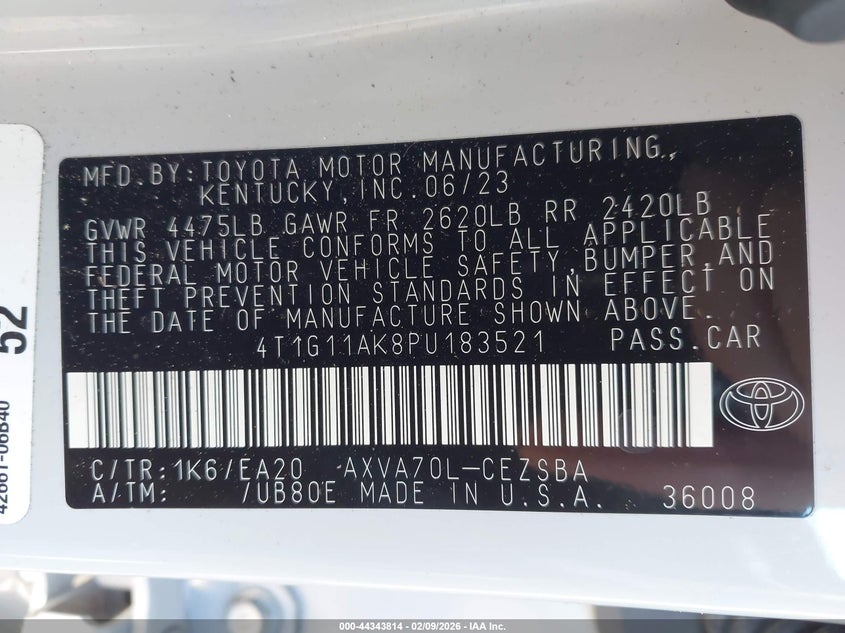 MFD.BY:TOYOTA MOTOR MANUFACTURING.,
KENTUCKY,INC.06/23
GVWR 4475LB GAWR FR 2620LB RR 2420LB
THIS VEHICLE CONFORMS TO ALL APPLICABLE
FEDERAL MOTOR VEHICLE SAFETY,BUMPER,AND
THEFT PREVENTION STANDARDS IN EFFECT ON
THE DATE OF MANUFACTURE SHOWN ABOVE.
4T1G11AK8PU183521 PASS.CAR
C/TR:1K6/EA20 AXVA70L-CEZSBA
A/TM: /UB80E MADE IN U.S.A. 36008
52
42661-06B40
000-44343814 - 02/09/2026 - IAA Inc.